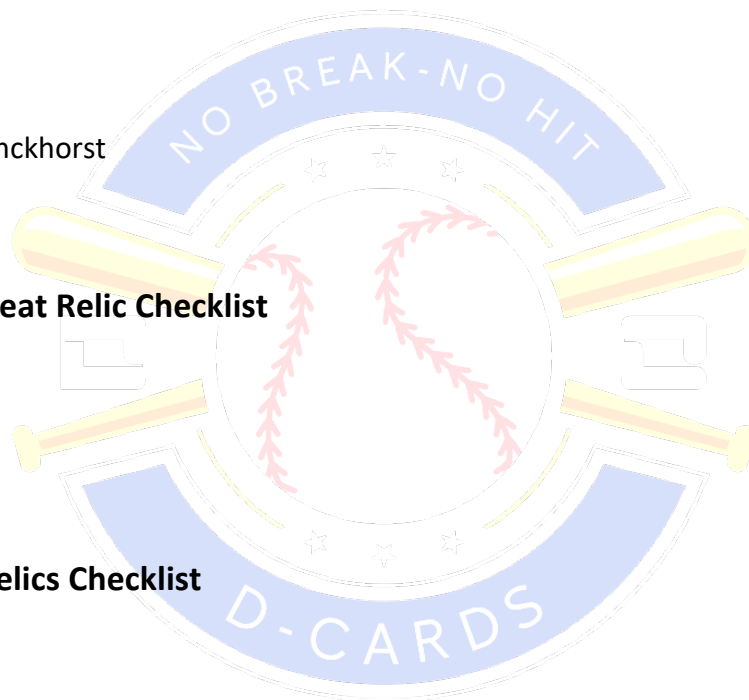 NO BREAK-NO HIT
nckhorst
eat Relic Checklist
elics Checklist
D-CARDS